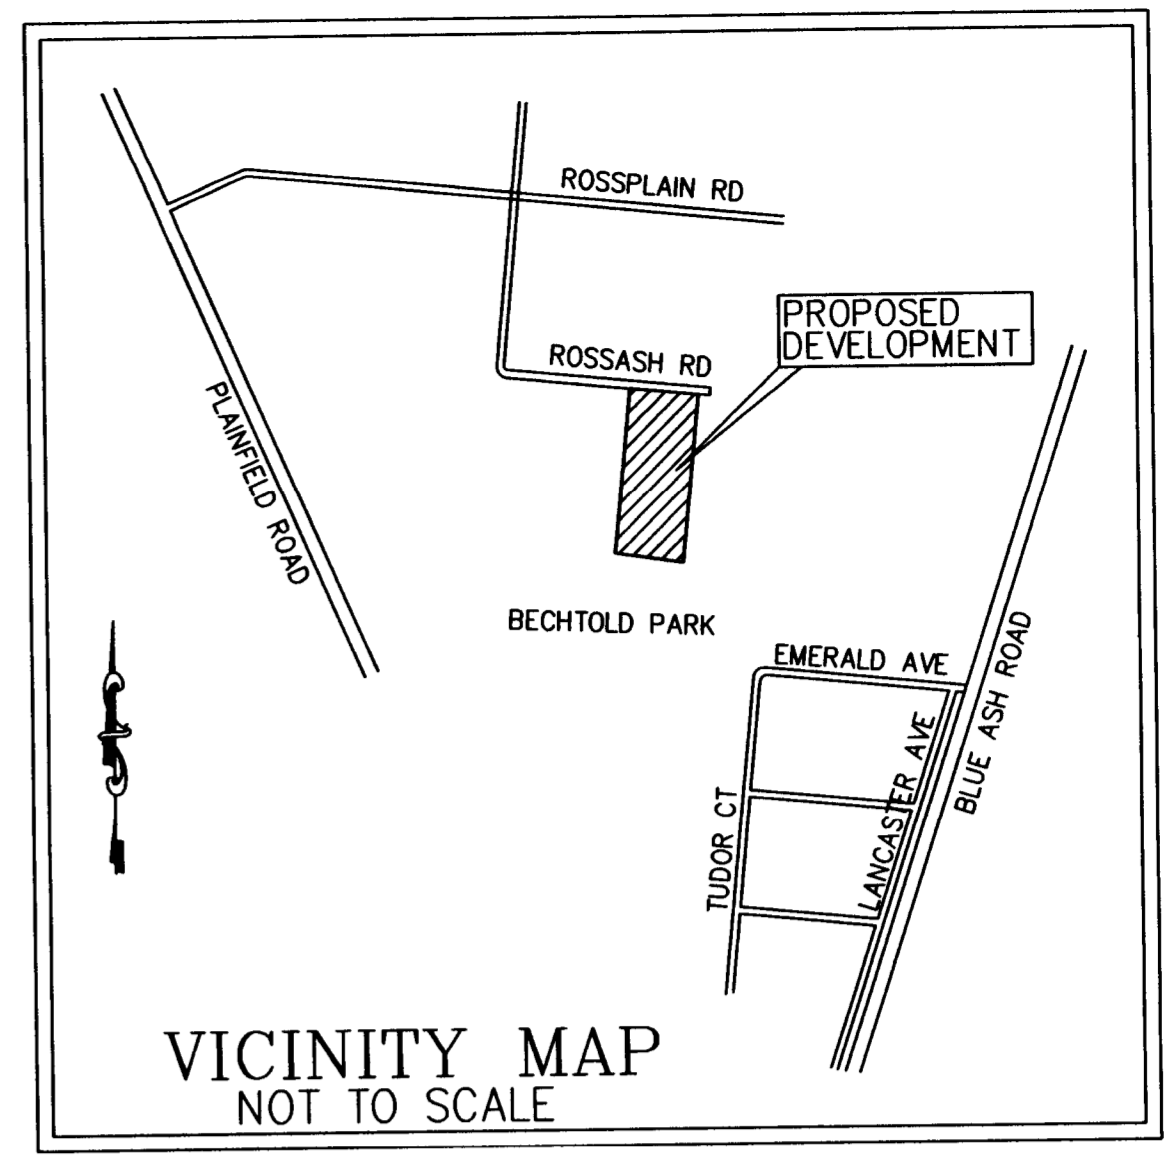 ROSSPLAIN RD
PROPOSED
DEVELOPMENT
ROSSASH RD
PLAINFIELD ROAD
BECHTOLD PARK
EMERALD AVE
BLUE ASH ROAD
LANCASTER AVE
TUDOR CT
VICINITY MAP
NOT TO SCALE